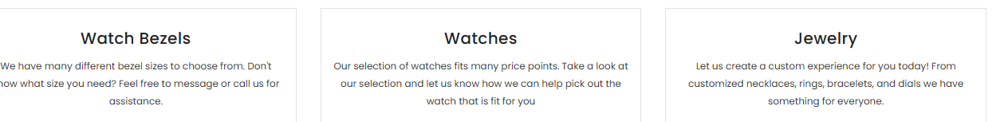 Watch Bezels
We have many different bezel sizes to choose from. Don't
what size you need? Feel free to message or call us for
assistance.
Watches
Our selection of watches fits many price points. Take a look at
our selection and let us know how we can help pick out the
watch that is fit for you
Jewelry
Let us create a custom experience for you today! From
customized necklaces, rings, bracelets, and dials we have
something for everyone.